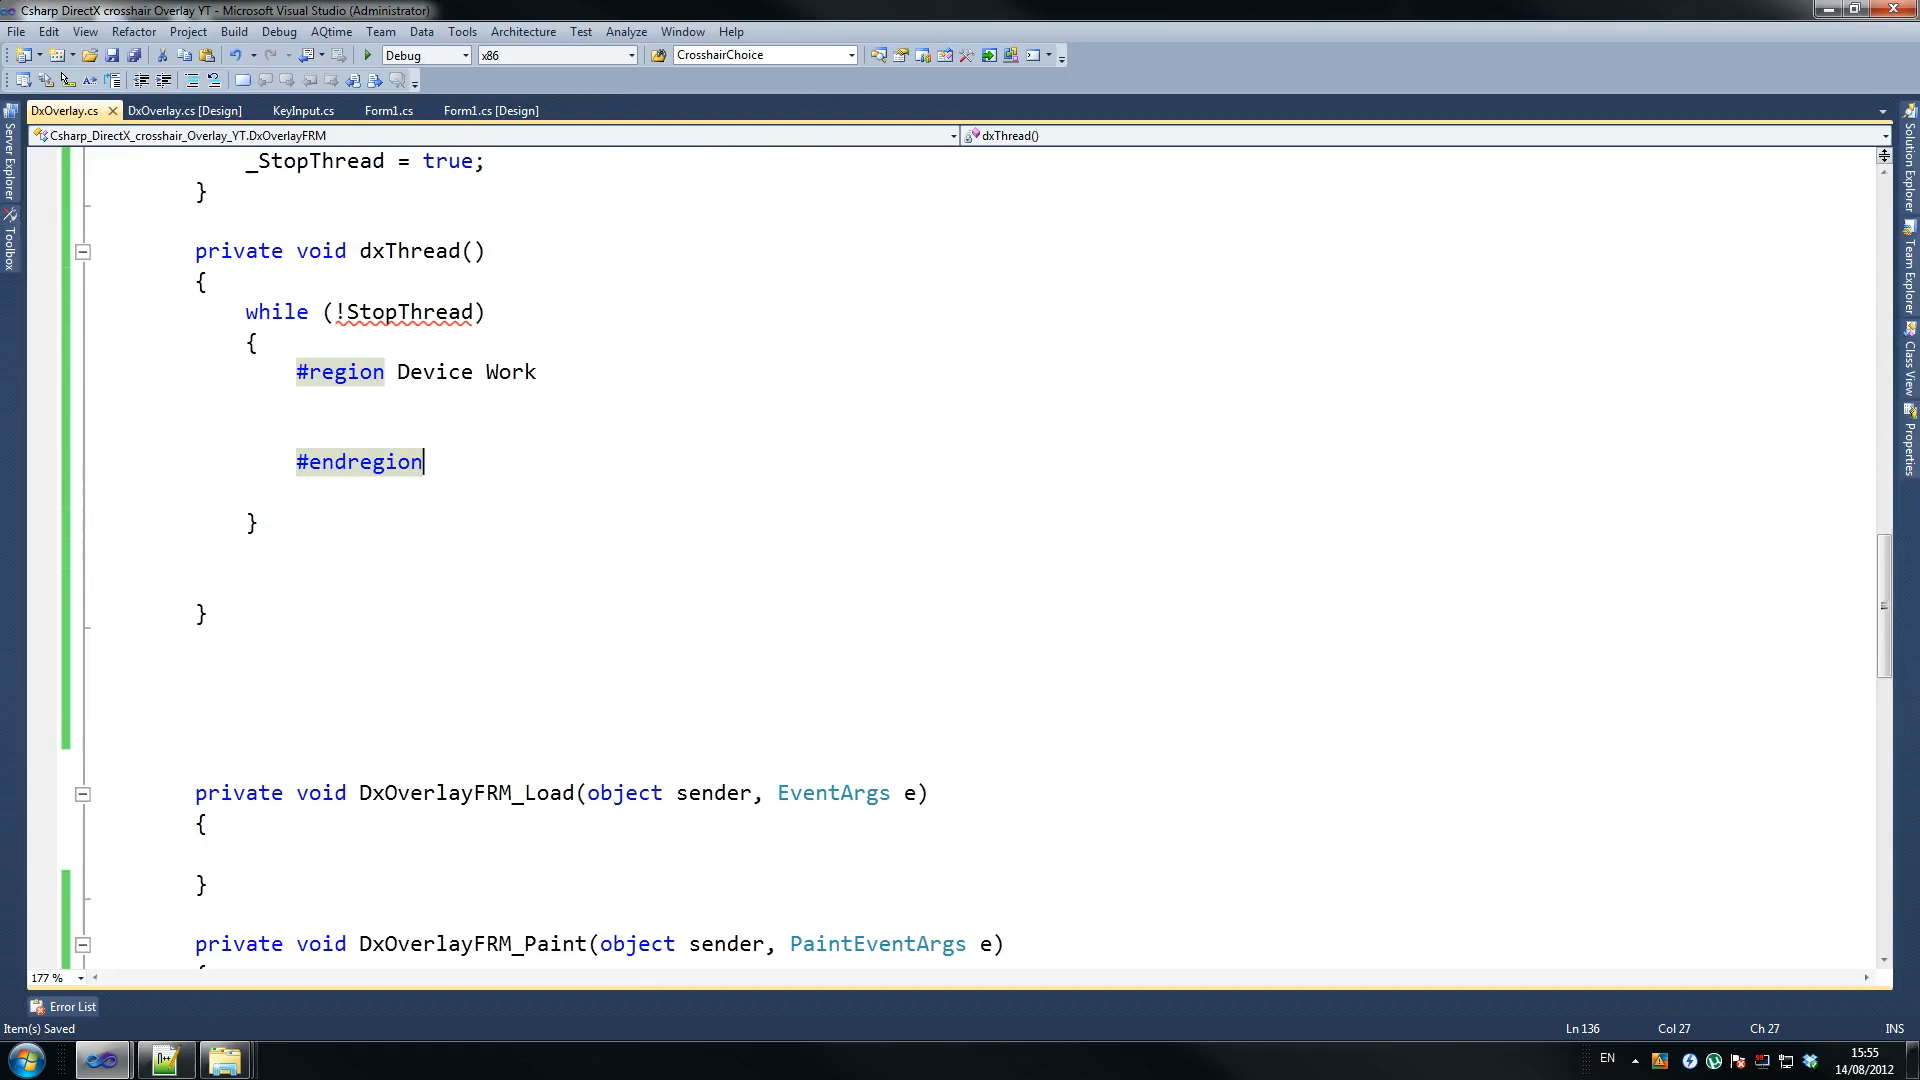 Csharp DirectX crosshair Overlay YT - Microsoft Visual Studio (Administrator)
File Edit View Refactor Project Build Debug AQtime Team Data Tools Architecture Test Analyze Window Help
Debug x86 CrosshairChoice
DxOverlay.cs DxOverlay.cs [Design] KeyInput.cs Form1.cs Form1.cs [Design]
Csharp_DirectX_crosshair_Overlay_YT.DxOverlayFRM dxThread()
Server Explorer
Toolbox
Solution Explorer
Team Explorer
Class View
Properties
_StopThread = true;
}
private void dxThread()
{
while (!StopThread)
{
#region Device Work
#endregion
}
}
private void DxOverlayFRM_Load(object sender, EventArgs e)
{
}
private void DxOverlayFRM_Paint(object sender, PaintEventArgs e)
{
177 %
Error List
Item(s) Saved Ln 136 Col 27 Ch 27 INS
EN 15:55
14/08/2012